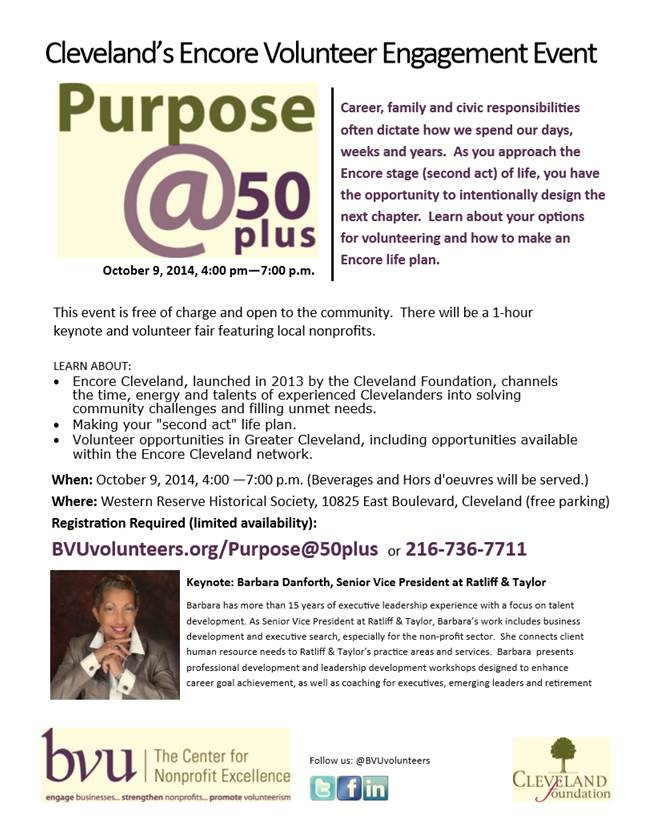 Cleveland's Encore Volunteer Engagement Event
Purpose
@50
plus
October 9, 2014, 4:00 pm—7:00 p.m.
Career, family and civic responsibilities
often dictate how we spend our days,
weeks and years.  As you approach the
Encore stage (second act) of life, you have
the opportunity to intentionally design the
next chapter.  Learn about your options
for volunteering and how to make an
Encore life plan.
This event is free of charge and open to the community.  There will be a 1-hour
keynote and volunteer fair featuring local nonprofits.
LEARN ABOUT:
• Encore Cleveland, launched in 2013 by the Cleveland Foundation, channels
the time, energy and talents of experienced Clevelanders into solving
community challenges and filling unmet needs.
• Making your "second act" life plan.
• Volunteer opportunities in Greater Cleveland, including opportunities available
within the Encore Cleveland network.
When: October 9, 2014, 4:00 —7:00 p.m. (Beverages and Hors d'oeuvres will be served.)
Where: Western Reserve Historical Society, 10825 East Boulevard, Cleveland (free parking)
Registration Required (limited availability):
BVUvolunteers.org/Purpose@50plus or 216-736-7711
Keynote: Barbara Danforth, Senior Vice President at Ratliff & Taylor
Barbara has more than 15 years of executive leadership experience with a focus on talent
development. As Senior Vice President at Ratliff & Taylor, Barbara's work includes business
development and executive search, especially for the non-profit sector.  She connects client
human resource needs to Ratliff & Taylor's practice areas and services.  Barbara  presents
professional development and leadership development workshops designed to enhance
career goal achievement, as well as coaching for executives, emerging leaders and retirement
bvu | The Center for
Nonprofit Excellence
engage businesses... strengthen nonprofits... promote volunteerism
Follow us: @BVUvolunteers
t f in
CLEVELAND
foundation